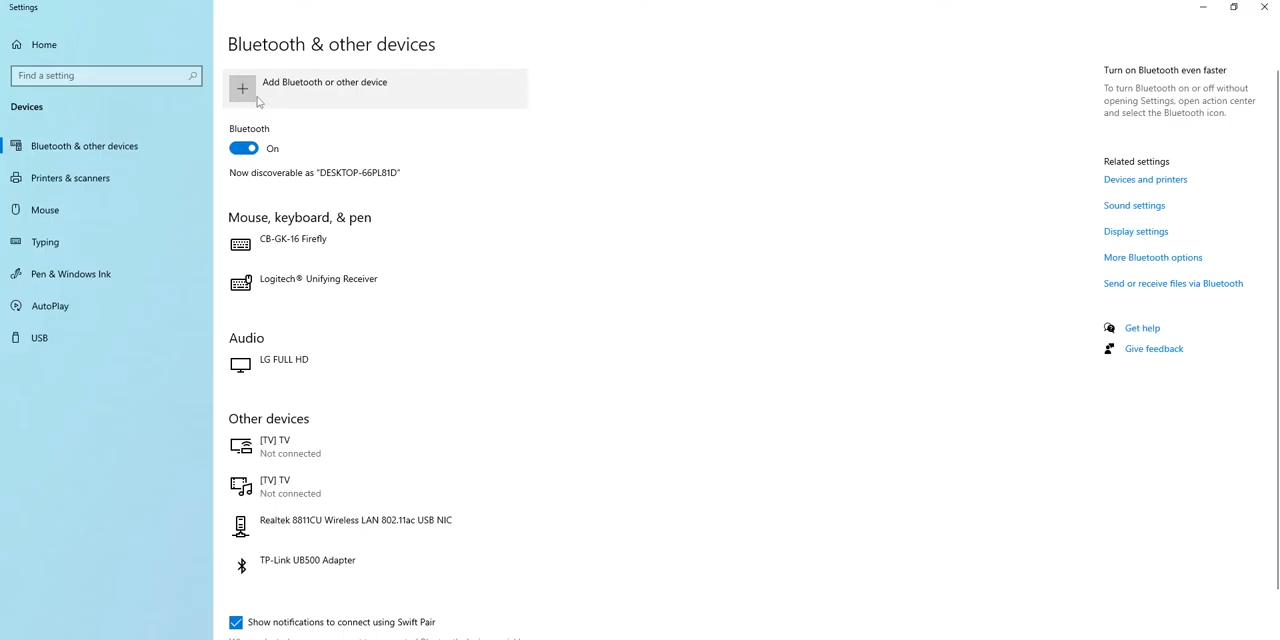 Settings
Home
Find a setting
Devices
Bluetooth & other devices
Printers & scanners
Mouse
Typing
Pen & Windows Ink
AutoPlay
USB
Bluetooth & other devices
Add Bluetooth or other device
Bluetooth
On
Now discoverable as "DESKTOP-66PL81D"
Mouse, keyboard, & pen
CB-GK-16 Firefly
Logitech® Unifying Receiver
Audio
LG FULL HD
Other devices
[TV] TV
Not connected
[TV] TV
Not connected
Realtek 8811CU Wireless LAN 802.11ac USB NIC
TP-Link UB500 Adapter
Show notifications to connect using Swift Pair
Turn on Bluetooth even faster
To turn Bluetooth on or off without
opening Settings, open action center
and select the Bluetooth icon.
Related settings
Devices and printers
Sound settings
Display settings
More Bluetooth options
Send or receive files via Bluetooth
Get help
Give feedback